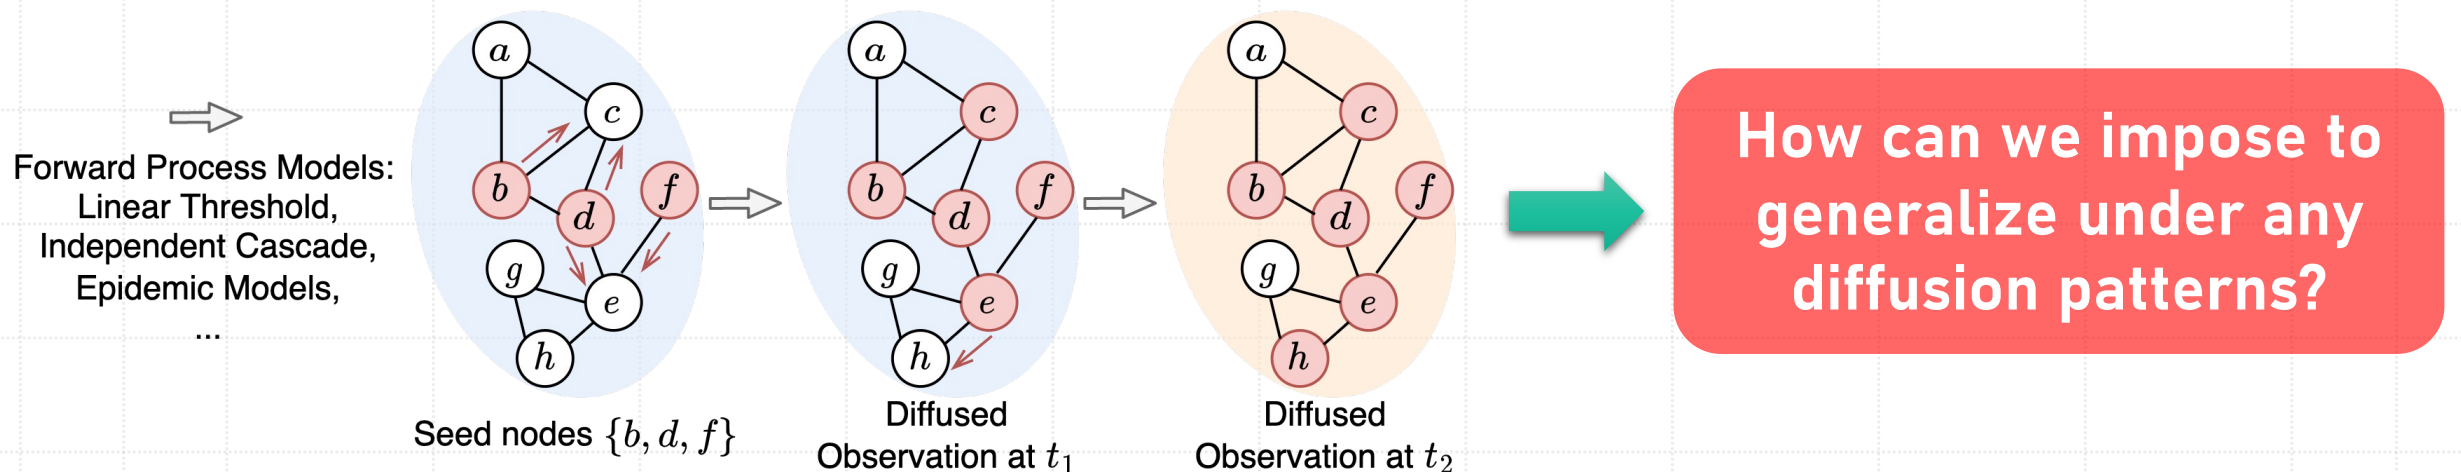 Forward Process Models:
Linear Threshold,
Independent Cascade,
Epidemic Models,
...
a
c
b
d
f
g
e
h
Seed nodes {b, d, f}
a
c
b
d
f
g
e
h
Diffused
Observation at t₁
a
c
b
d
f
g
e
h
Diffused
Observation at t₂
How can we impose to
generalize under any
diffusion patterns?